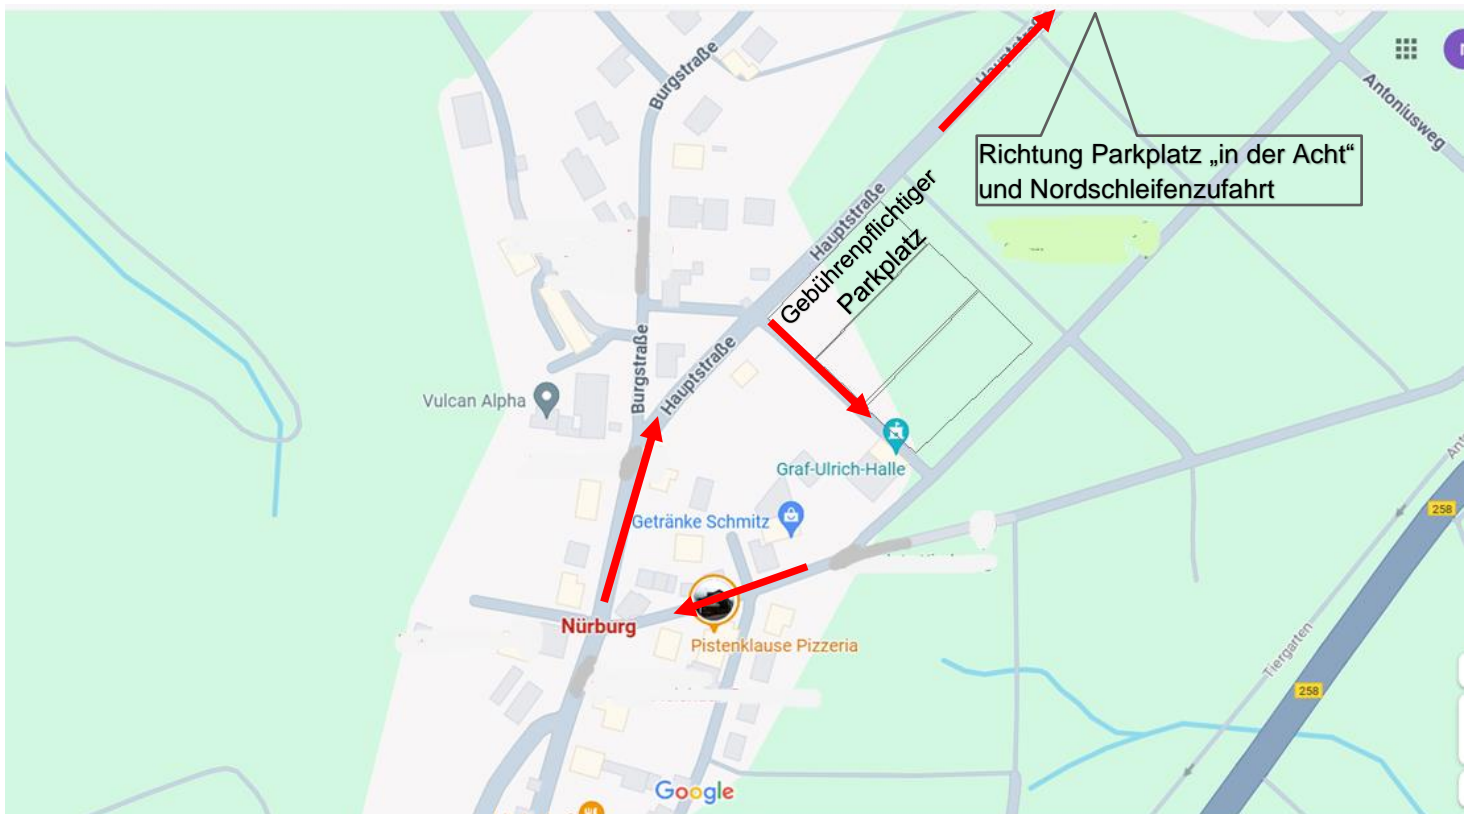 Burgstraße
Hauptstraße
Antoniusweg
Richtung Parkplatz „in der Acht“
und Nordschleifenzufahrt
Hauptstraße
Gebührenpflichtiger
Parkplatz
Burgstraße
Hauptstraße
Vulcan Alpha
Graf-Ulrich-Halle
Getränke Schmitz
258
Nürburg
Pistenklause Pizzeria
Tiergarten
258
Google